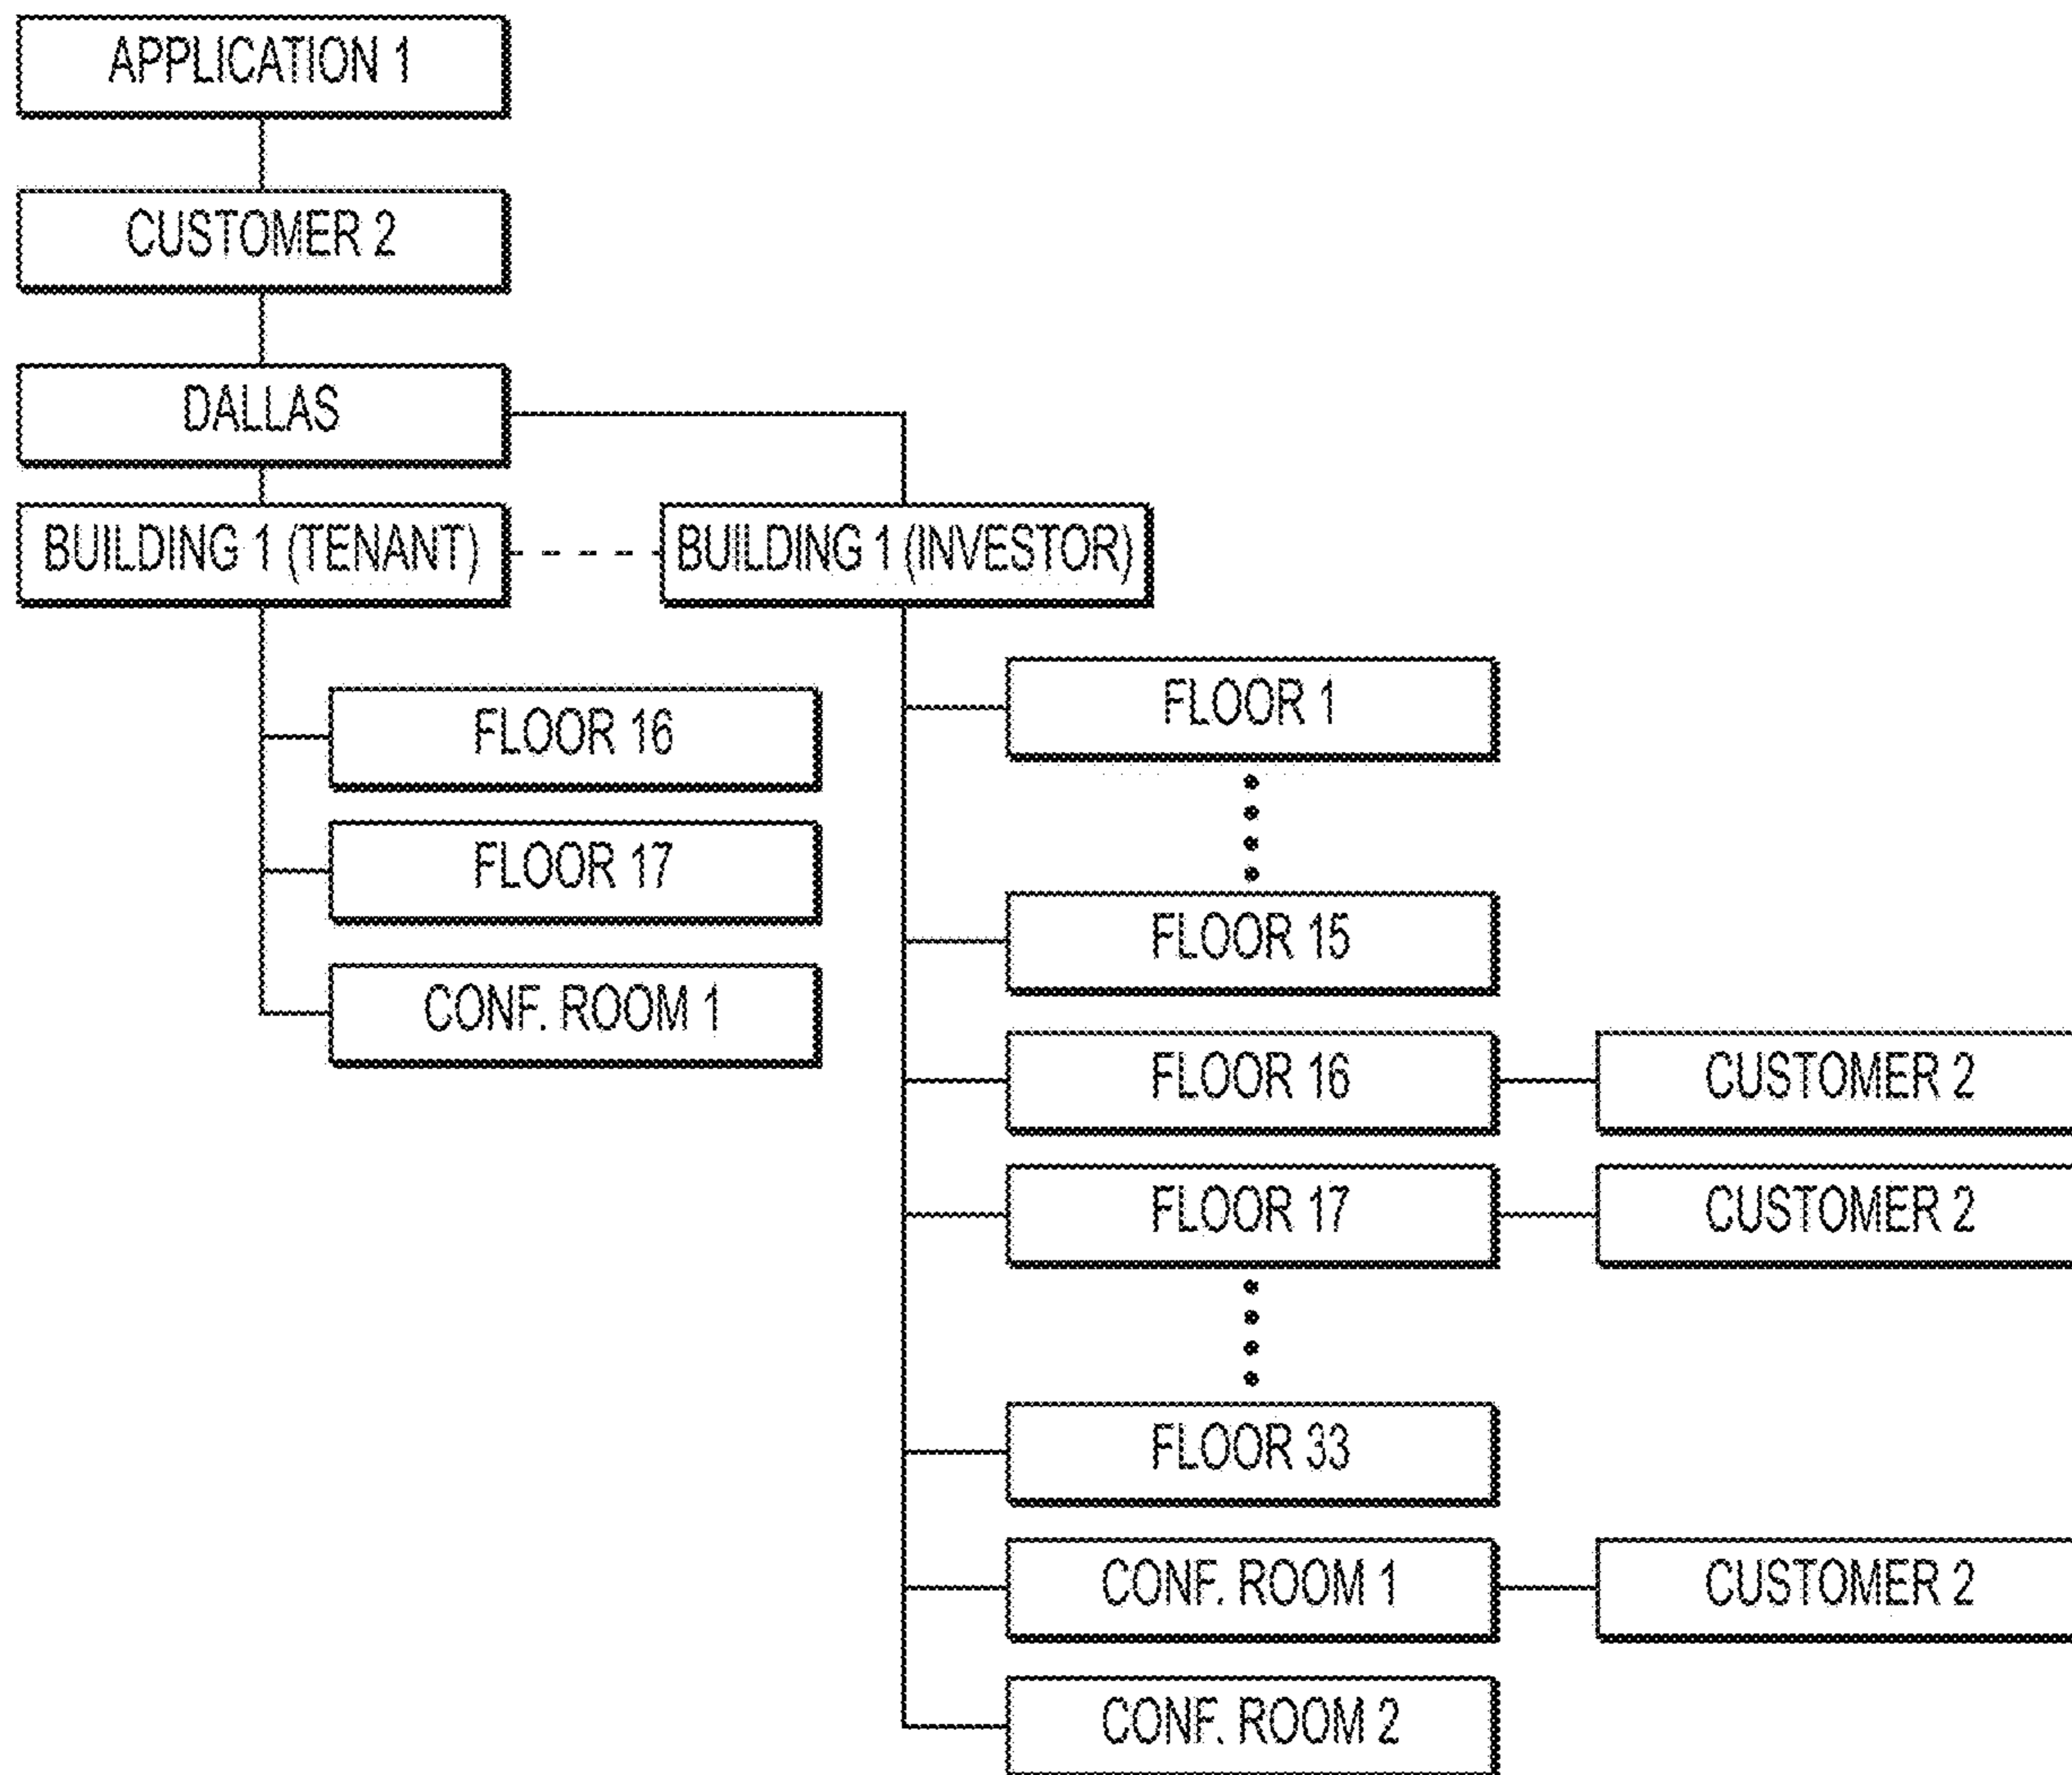 APPLICATION 1
CUSTOMER 2
DALLAS
BUILDING 1 (TENANT)
BUILDING 1 (INVESTOR)
FLOOR 16
FLOOR 17
CONF. ROOM 1
FLOOR 1
FLOOR 15
FLOOR 16
CUSTOMER 2
FLOOR 17
CUSTOMER 2
FLOOR 33
CONF. ROOM 1
CUSTOMER 2
CONF. ROOM 2